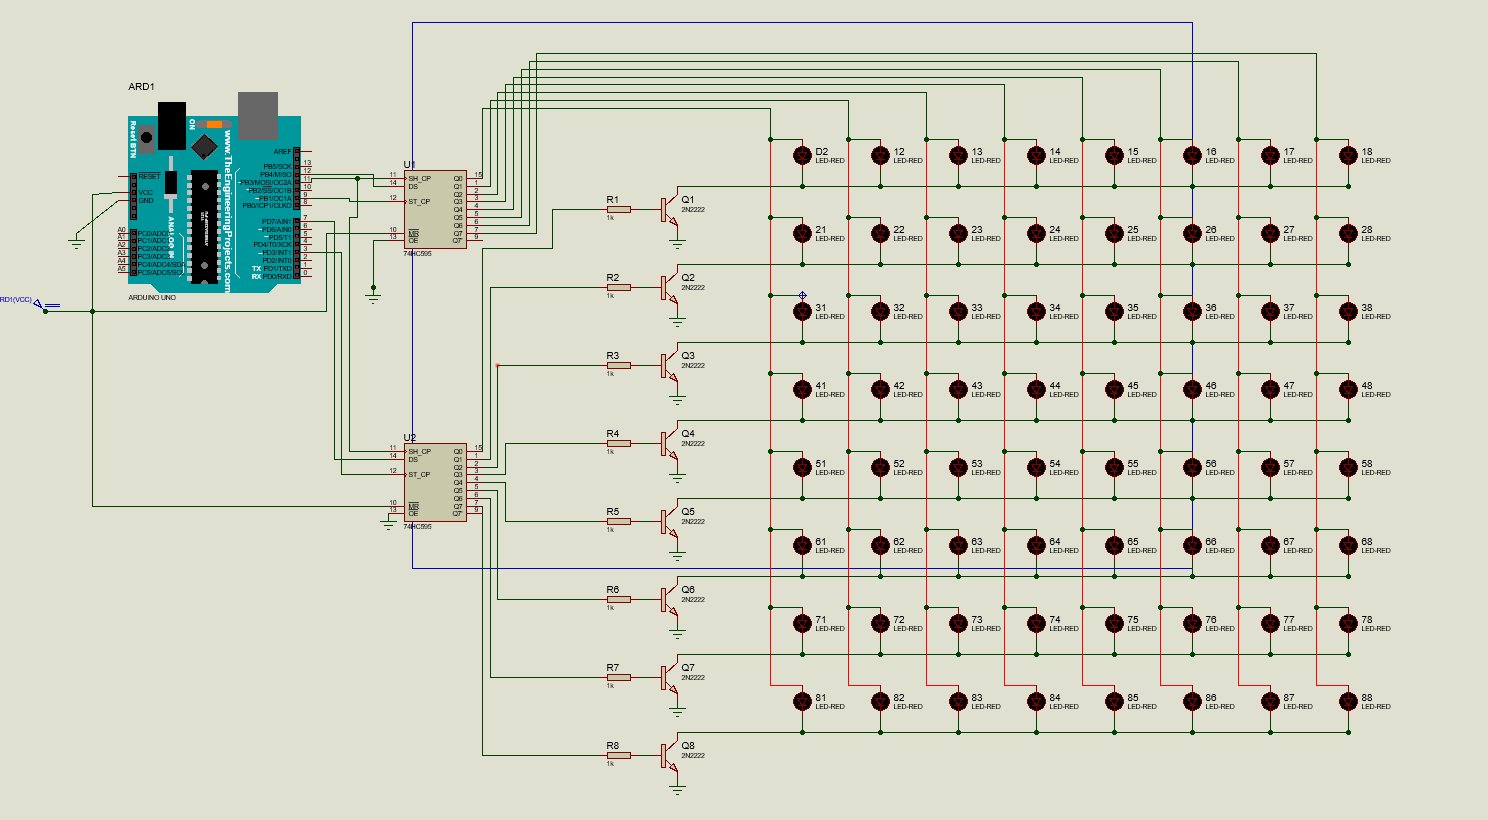 ARD1
ON
Reset BTN
www.TheEngineeringProjects.com
ANALOG IN
AREF
RESET
VCC
GND
PB5/SCK
PB4/MISO
PB3/MOSI/OC2A
PB2/SS/OC1B
PB1/OC1A
PB0/ICP1/CLKO
13
12
11
10
9
8
PD7/AIN1
PD6/AIN0
PD5/T1
PD4/T0/XCK
PD3/INT1
PD2/INT0
TX PD1/TXD
RX PD0/RXD
7
6
5
4
3
2
1
0
A0
A1
A2
A3
A4
A5
PC0/ADC0
PC1/ADC1
PC2/ADC2
PC3/ADC3
PC4/ADC4/SDA
PC5/ADC5/SCL
ARDUINO UNO
RD1(VCC)
U1
11 SH_CP Q0 15
14 DS Q1 1
Q2 2
12 ST_CP Q3 3
Q4 4
Q5 5
Q6 6
10 MR Q7 7
13 OE Q7' 9
74HC595
U2
11 SH_CP Q0 15
14 DS Q1 1
Q2 2
12 ST_CP Q3 3
Q4 4
Q5 5
Q6 6
10 MR Q7 7
13 OE Q7' 9
74HC595
R1
1k
Q1
2N2222
R2
1k
Q2
2N2222
R3
1k
Q3
2N2222
R4
1k
Q4
2N2222
R5
1k
Q5
2N2222
R6
1k
Q6
2N2222
R7
1k
Q7
2N2222
R8
1k
Q8
2N2222
D2 12 13 14 15 16 17 18
LED-RED LED-RED LED-RED LED-RED LED-RED LED-RED LED-RED LED-RED
21 22 23 24 25 26 27 28
LED-RED LED-RED LED-RED LED-RED LED-RED LED-RED LED-RED LED-RED
31 32 33 34 35 36 37 38
LED-RED LED-RED LED-RED LED-RED LED-RED LED-RED LED-RED LED-RED
41 42 43 44 45 46 47 48
LED-RED LED-RED LED-RED LED-RED LED-RED LED-RED LED-RED LED-RED
51 52 53 54 55 56 57 58
LED-RED LED-RED LED-RED LED-RED LED-RED LED-RED LED-RED LED-RED
61 62 63 64 65 66 67 68
LED-RED LED-RED LED-RED LED-RED LED-RED LED-RED LED-RED LED-RED
71 72 73 74 75 76 77 78
LED-RED LED-RED LED-RED LED-RED LED-RED LED-RED LED-RED LED-RED
81 82 83 84 85 86 87 88
LED-RED LED-RED LED-RED LED-RED LED-RED LED-RED LED-RED LED-RED